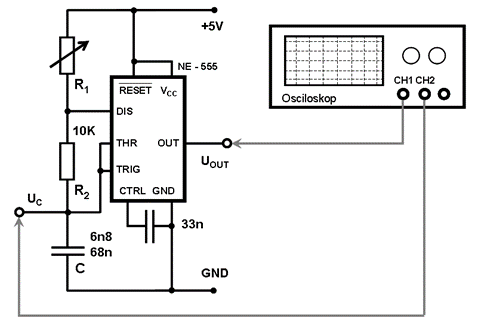 +5V
NE - 555
R1
RESET VCC
CH1 CH2
Osciloskop
DIS
10K
THR OUT
UOUT
TRIG
R2
UC
CTRL GND
33n
6n8
68n
C
GND